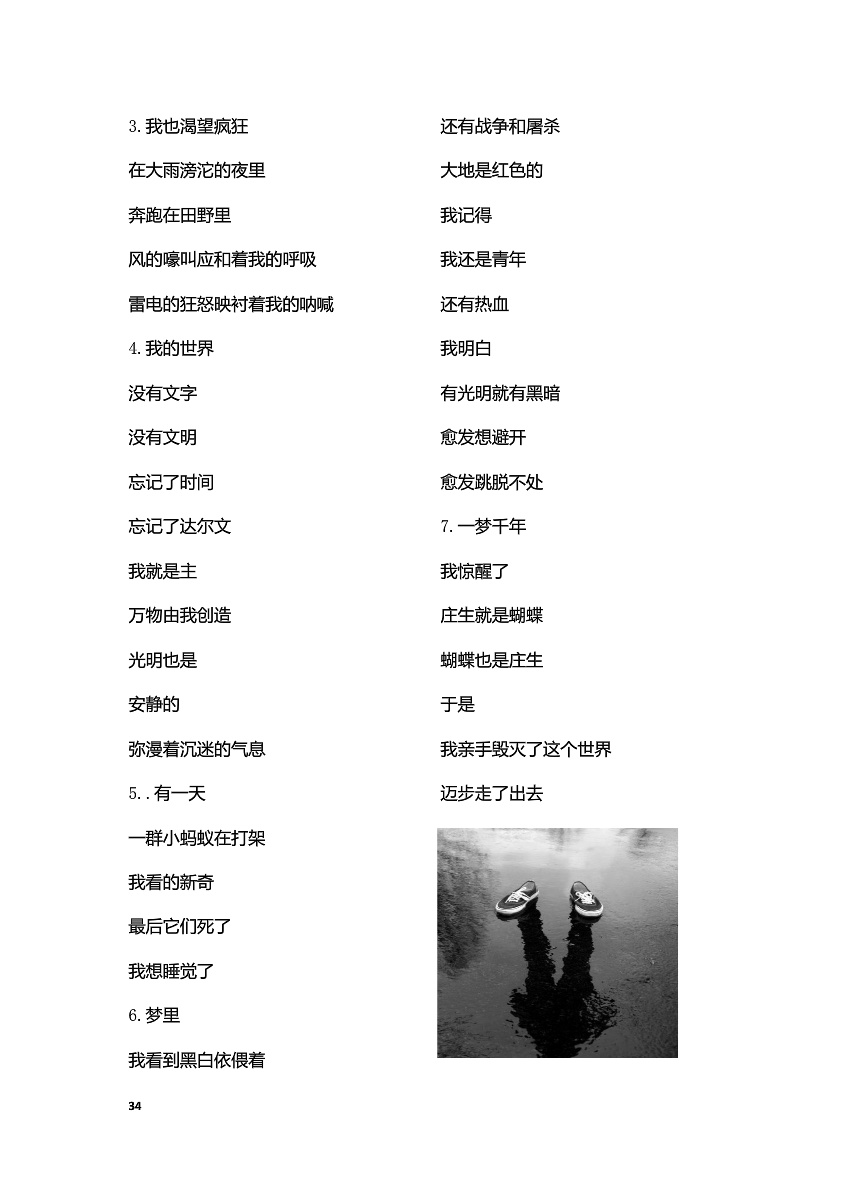 3.我也渴望疯狂
在大雨滂沱的夜里
奔跑在田野里
风的嚎叫应和着我的呼吸
雷电的狂怒映衬着我的呐喊
4.我的世界
没有文字
没有文明
忘记了时间
忘记了达尔文
我就是主
万物由我创造
光明也是
安静的
弥漫着沉迷的气息
5..有一天
一群小蚂蚁在打架
我看的新奇
最后它们死了
我想睡觉了
6.梦里
我看到黑白依偎着
还有战争和屠杀
大地是红色的
我记得
我还是青年
还有热血
我明白
有光明就有黑暗
愈发想避开
愈发跳脱不处
7.一梦千年
我惊醒了
庄生就是蝴蝶
蝴蝶也是庄生
于是
我亲手毁灭了这个世界
迈步走了出去
34